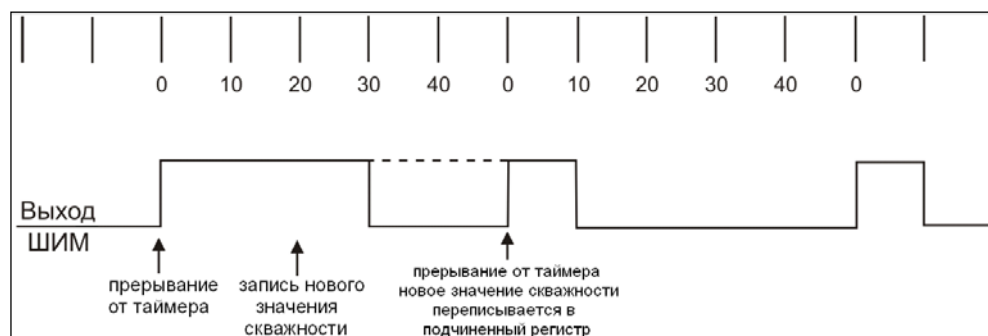 0 10 20 30 40 0 10 20 30 40 0
Выход
ШИМ
прерывание
от таймера
запись нового
значения
скважности
прерывание от таймера
новое значение скважности
переписывается в
подчиненный регистр